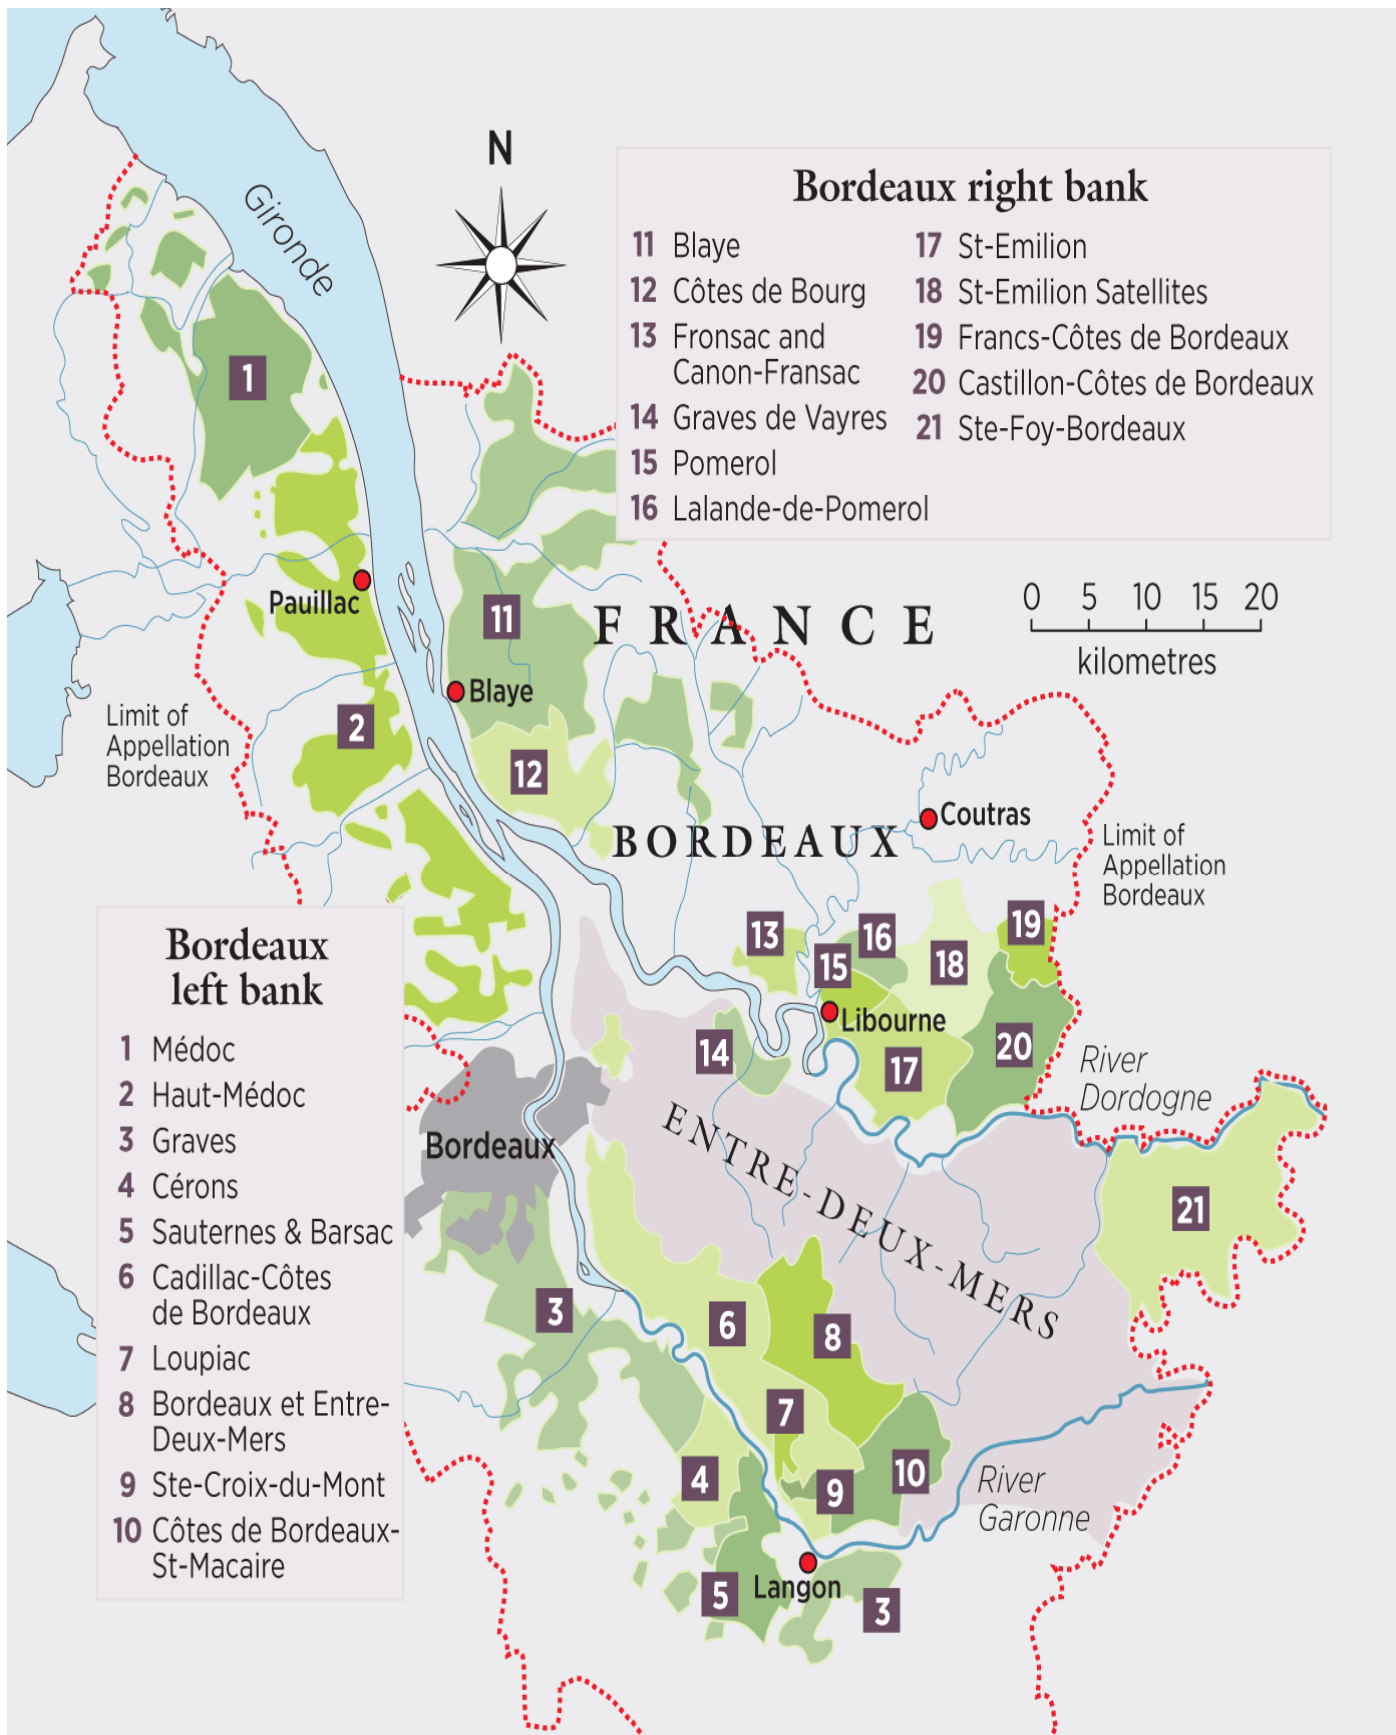 N
Gironde
Bordeaux right bank
11 Blaye
12 Côtes de Bourg
13 Fronsac and
Canon-Fransac
14 Graves de Vayres
15 Pomerol
16 Lalande-de-Pomerol
17 St-Emilion
18 St-Emilion Satellites
19 Francs-Côtes de Bordeaux
20 Castillon-Côtes de Bordeaux
21 Ste-Foy-Bordeaux
1
0 5 10 15 20
kilometres
Pauillac
11
FRANCE
Blaye
Limit of
Appellation
Bordeaux
2
12
BORDEAUX
Coutras
Limit of
Appellation
Bordeaux
13
16
19
15
18
Libourne
14
17
20
River
Dordogne
Bordeaux
left bank
1 Médoc
2 Haut-Médoc
3 Graves
4 Cérons
5 Sauternes & Barsac
6 Cadillac-Côtes
de Bordeaux
7 Loupiac
8 Bordeaux et Entre-
Deux-Mers
9 Ste-Croix-du-Mont
10 Côtes de Bordeaux-
St-Macaire
Bordeaux
ENTRE-DEUX-MERS
21
3
6
8
7
4
9
10
River
Garonne
5
Langon
3